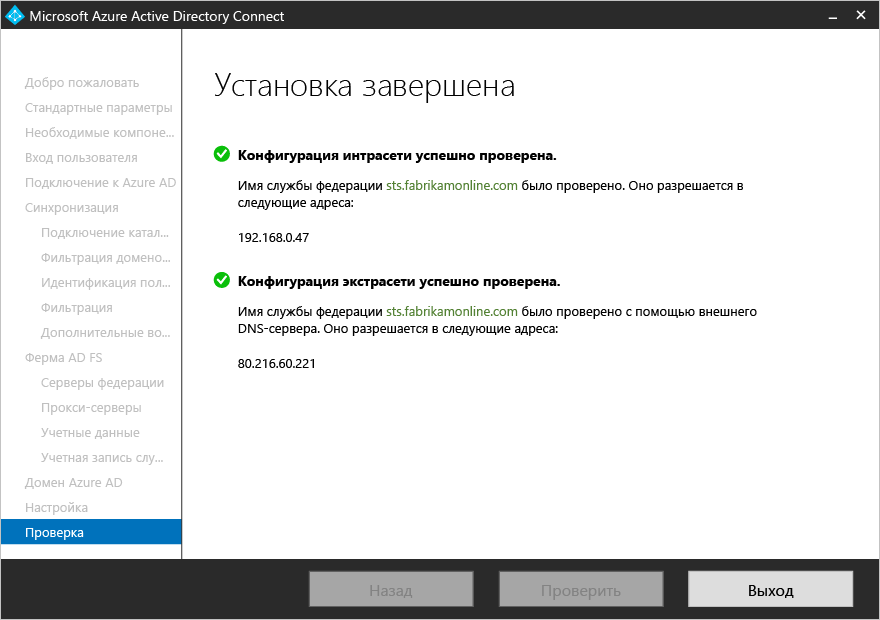 Microsoft Azure Active Directory Connect
Добро пожаловать
Стандартные параметры
Необходимые компоне...
Вход пользователя
Подключение к Azure AD
Синхронизация
Подключение катал...
Фильтрация домено...
Идентификация пол...
Фильтрация
Дополнительные во...
Ферма AD FS
Серверы федерации
Прокси-серверы
Учетные данные
Учетная запись слу...
Домен Azure AD
Настройка
Проверка
Установка завершена
Конфигурация интрасети успешно проверена.
Имя службы федерации sts.fabrikamonline.com было проверено. Оно разрешается в
следующие адреса:
192.168.0.47
Конфигурация экстрасети успешно проверена.
Имя службы федерации sts.fabrikamonline.com было проверено с помощью внешнего
DNS-сервера. Оно разрешается в следующие адреса:
80.216.60.221
Назад
Проверить
Выход